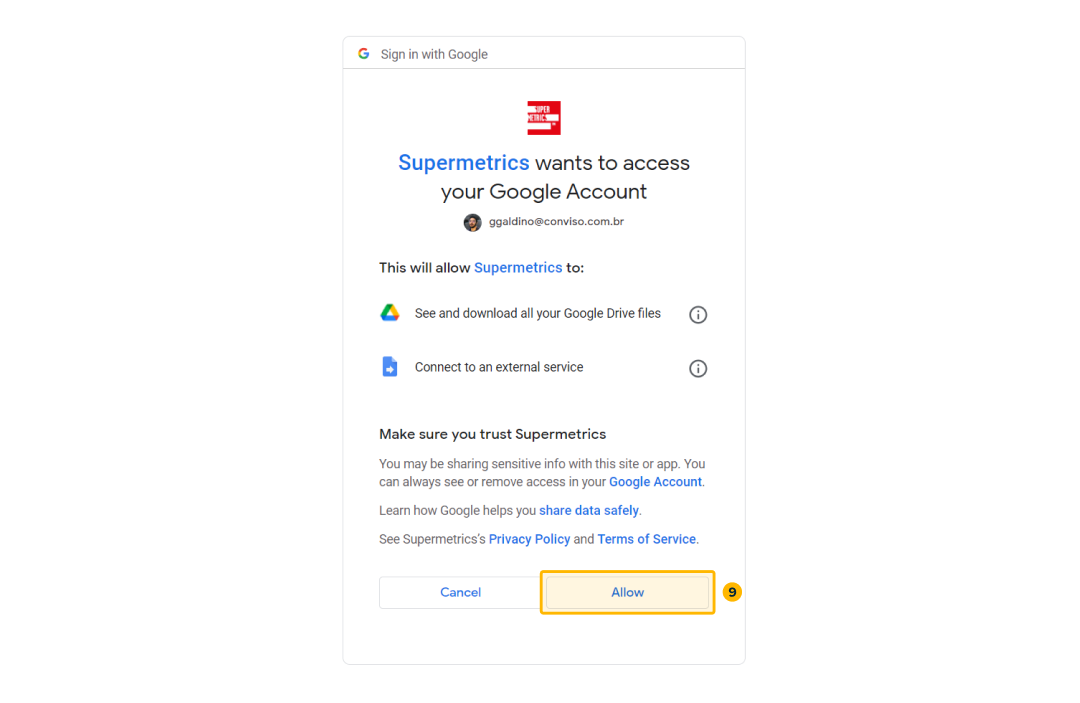 Sign in with Google
SUPER
METRICS
Supermetrics wants to access
your Google Account
ggaldino@conviso.com.br
This will allow Supermetrics to:
See and download all your Google Drive files
Connect to an external service
Make sure you trust Supermetrics
You may be sharing sensitive info with this site or app. You
can always see or remove access in your Google Account.
Learn how Google helps you share data safely.
See Supermetrics's Privacy Policy and Terms of Service.
Cancel
Allow
9